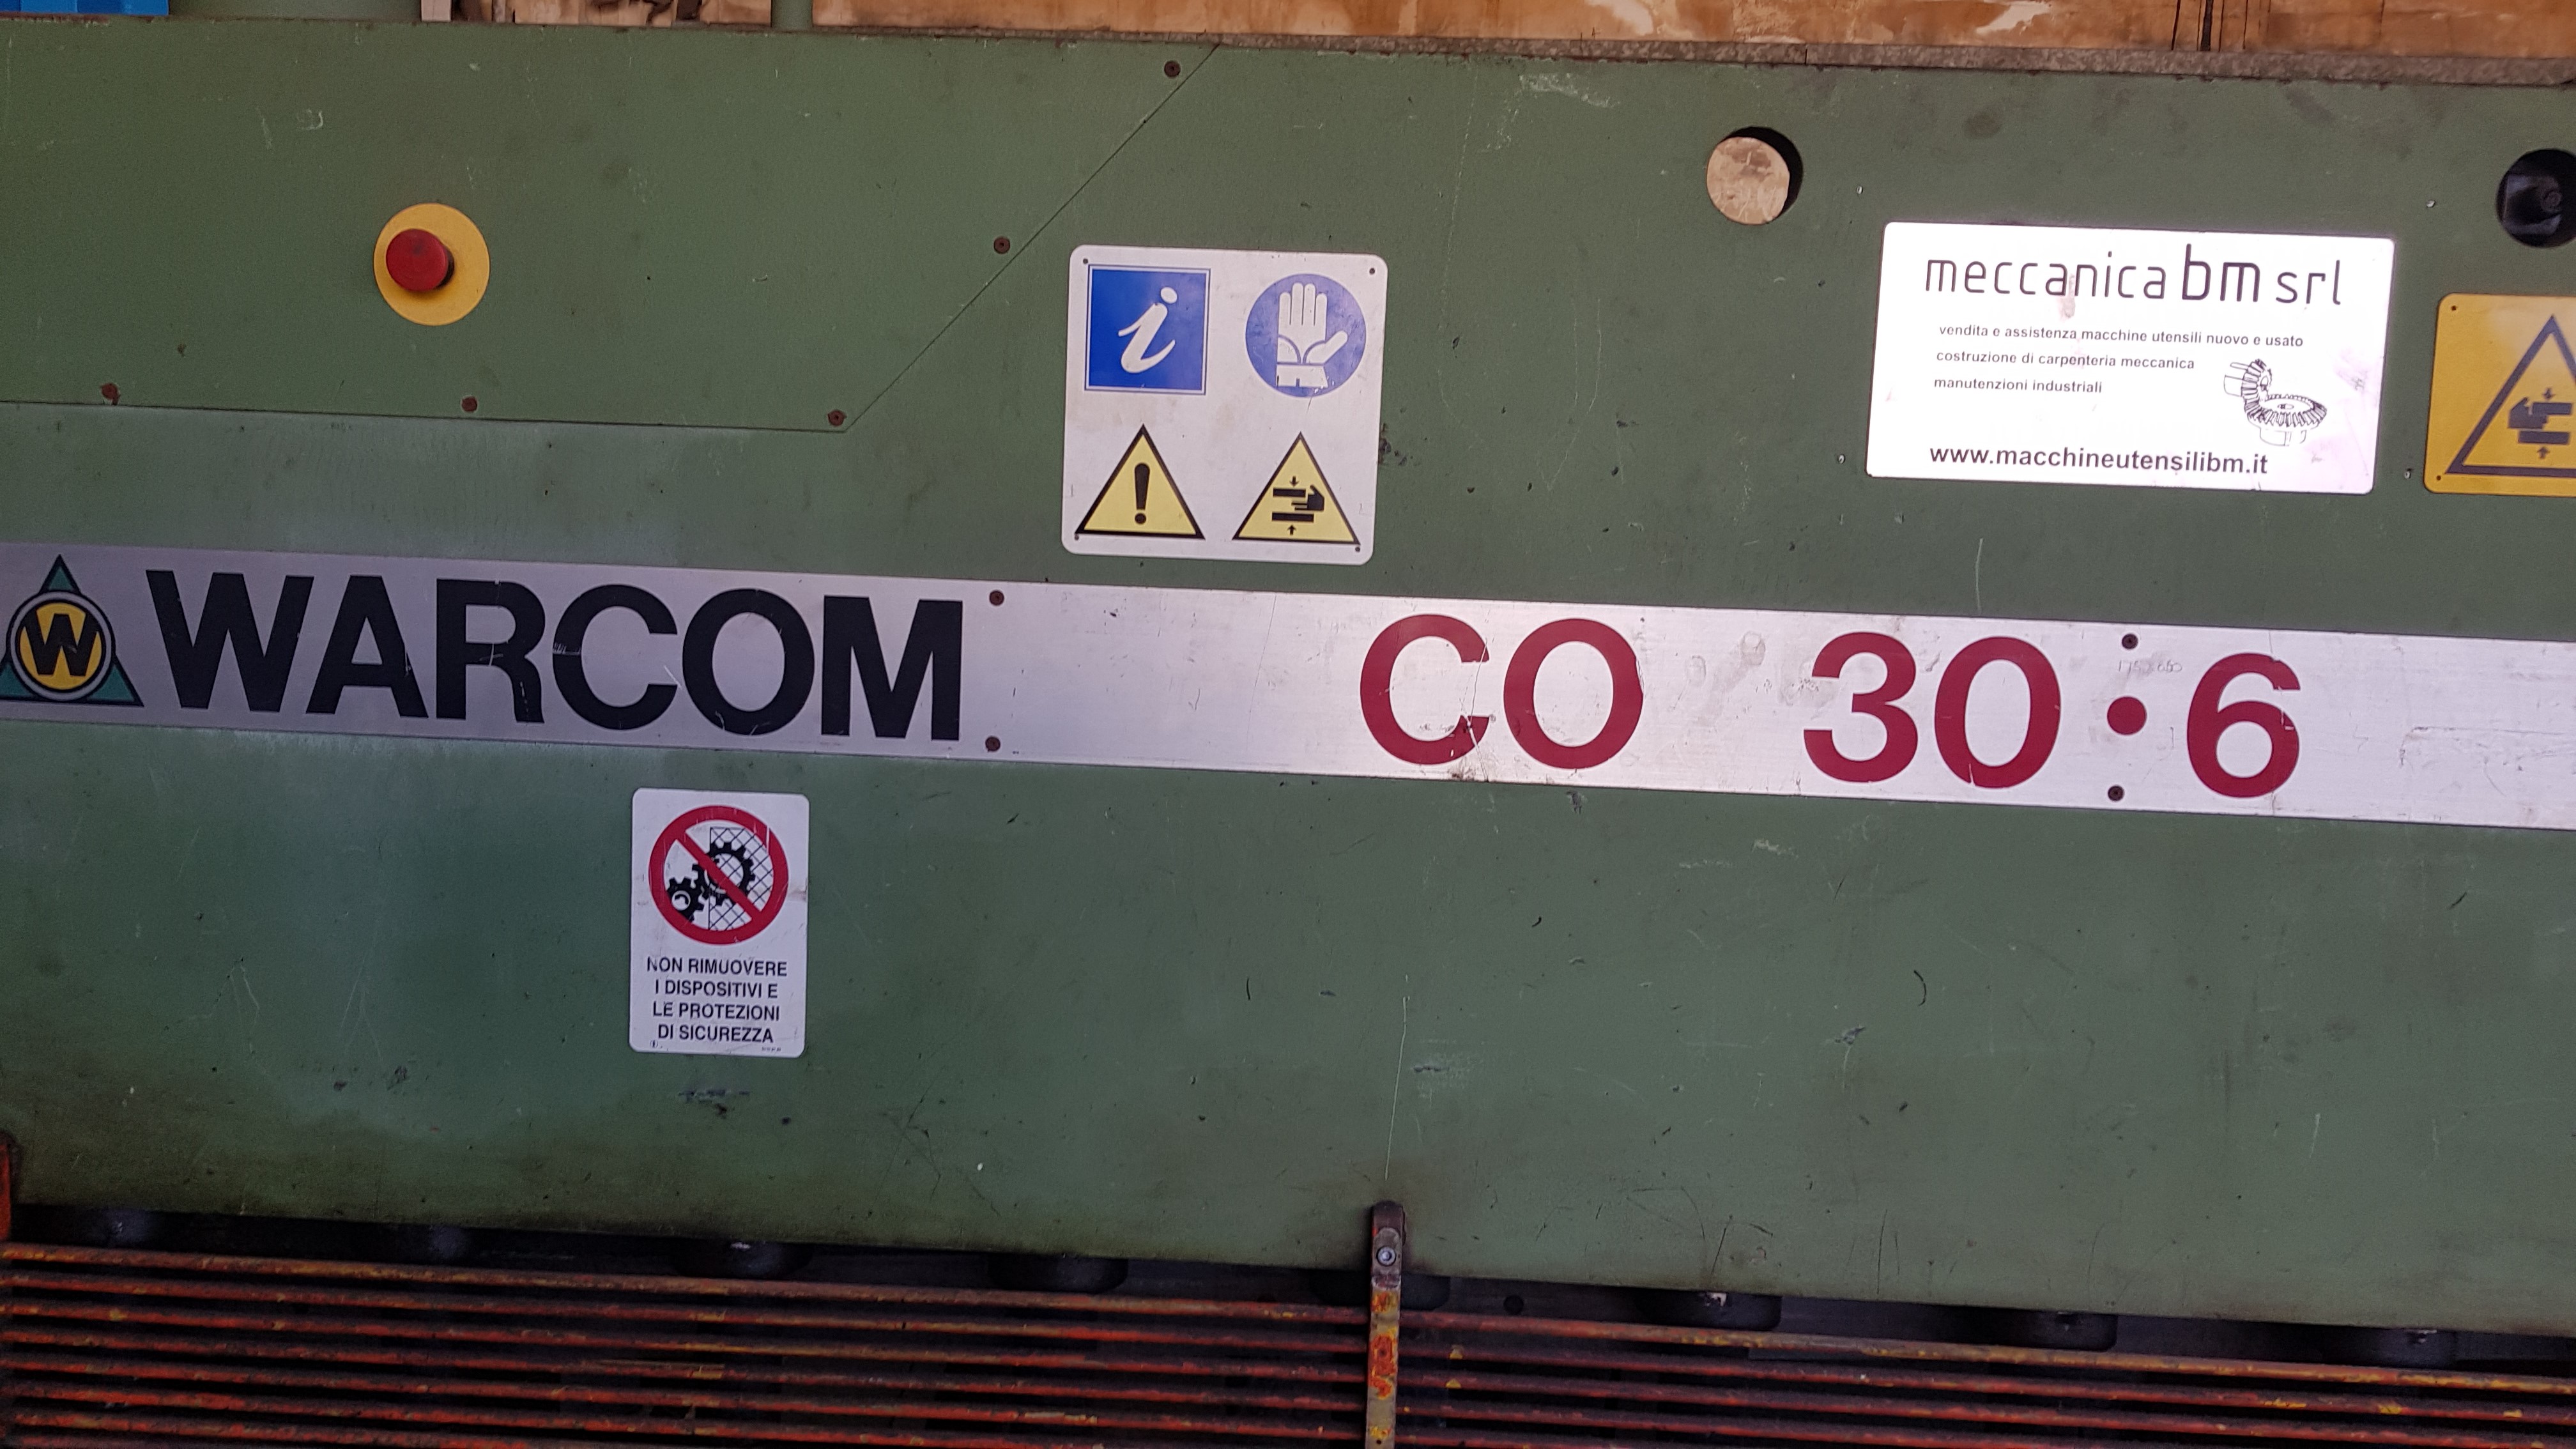 meccanica bm srl
vendita e assistenza macchine utensili nuovo e usato
costruzione di carpenteria meccanica
manutenzioni industriali
www.macchineutensilibm.it
i
!
W WARCOM CO 30•6
NON RIMUOVERE
I DISPOSITIVI E
LE PROTEZIONI
DI SICUREZZA